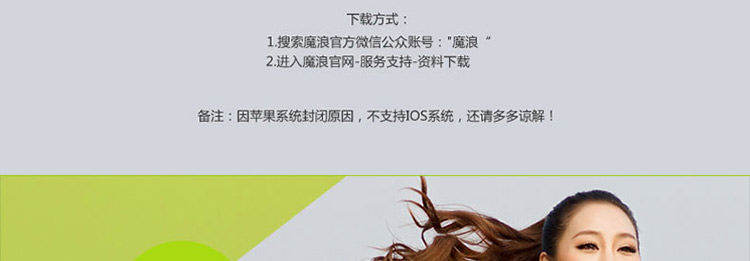 下载方式：
1.搜索魔浪官方微信公众账号："魔浪“
2.进入魔浪官网-服务支持-资料下载
备注：因苹果系统封闭原因，不支持IOS系统，还请多多谅解！